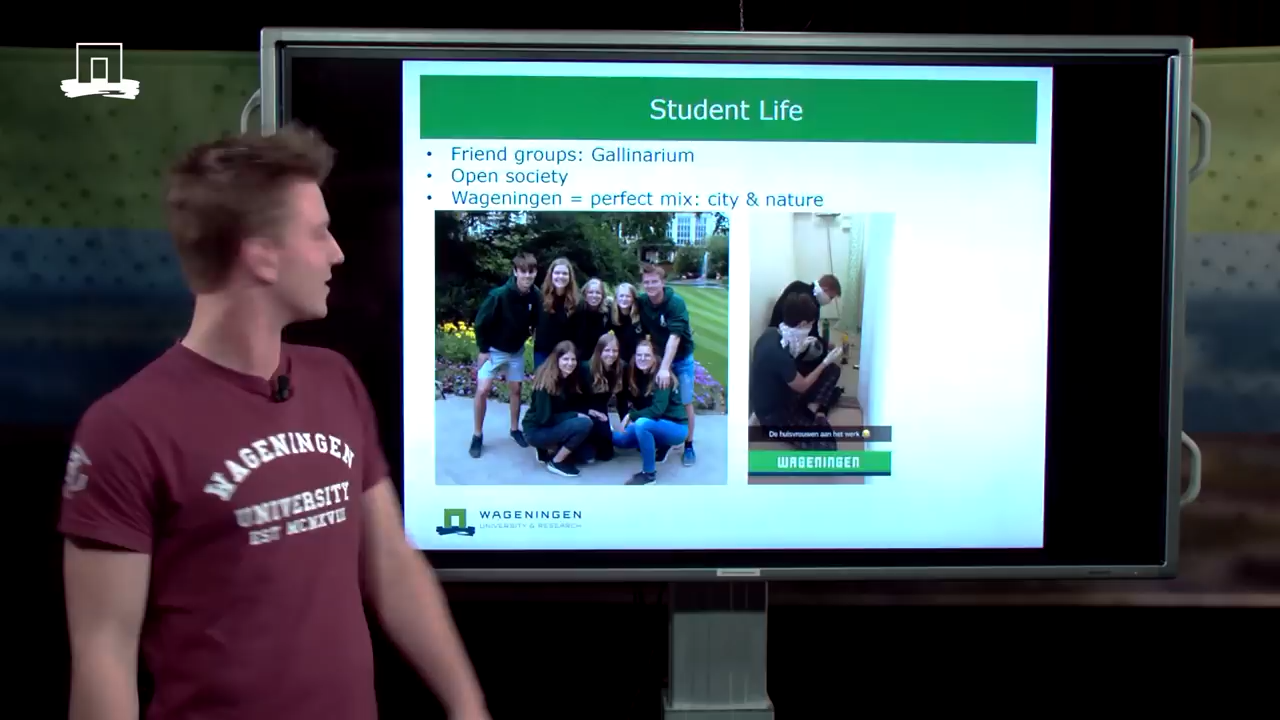 Student Life
• Friend groups: Gallinarium
• Open society
• Wageningen = perfect mix: city & nature
De huisvrouwen aan het werk 😂
WAGENINGEN
WAGENINGEN
UNIVERSITY & RESEARCH
WAGENINGEN
UNIVERSITY
EST MCMXVIII